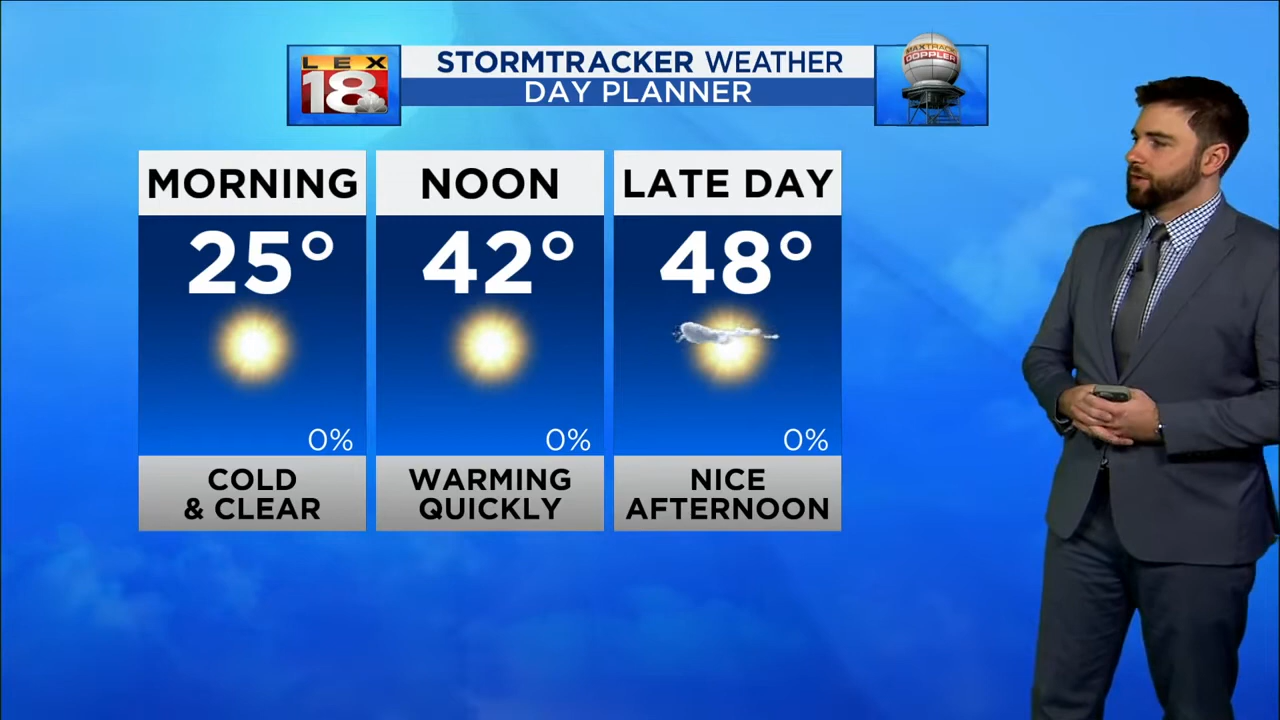 LEX
18
STORMTRACKER WEATHER
DAY PLANNER
MAXTRACK
DOPPLER
MORNING
25°
0%
COLD
& CLEAR
NOON
42°
0%
WARMING
QUICKLY
LATE DAY
48°
0%
NICE
AFTERNOON